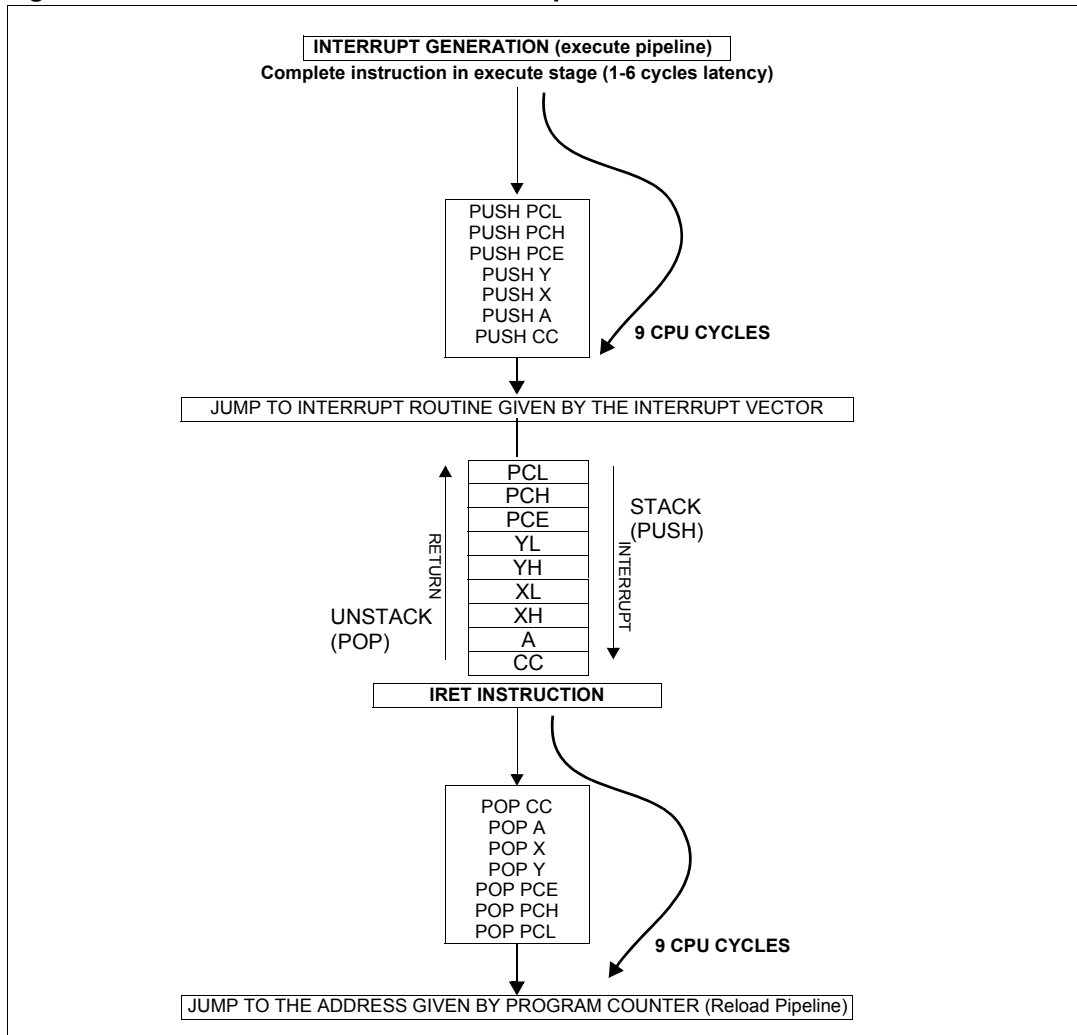 INTERRUPT GENERATION (execute pipeline)
Complete instruction in execute stage (1-6 cycles latency)
PUSH PCL
PUSH PCH
PUSH PCE
PUSH Y
PUSH X
PUSH A
PUSH CC
9 CPU CYCLES
JUMP TO INTERRUPT ROUTINE GIVEN BY THE INTERRUPT VECTOR
PCL
PCH
PCE
YL
YH
XL
XH
A
CC
RETURN
UNSTACK
(POP)
STACK
(PUSH)
INTERRUPT
IRET INSTRUCTION
POP CC
POP A
POP X
POP Y
POP PCE
POP PCH
POP PCL
9 CPU CYCLES
JUMP TO THE ADDRESS GIVEN BY PROGRAM COUNTER (Reload Pipeline)